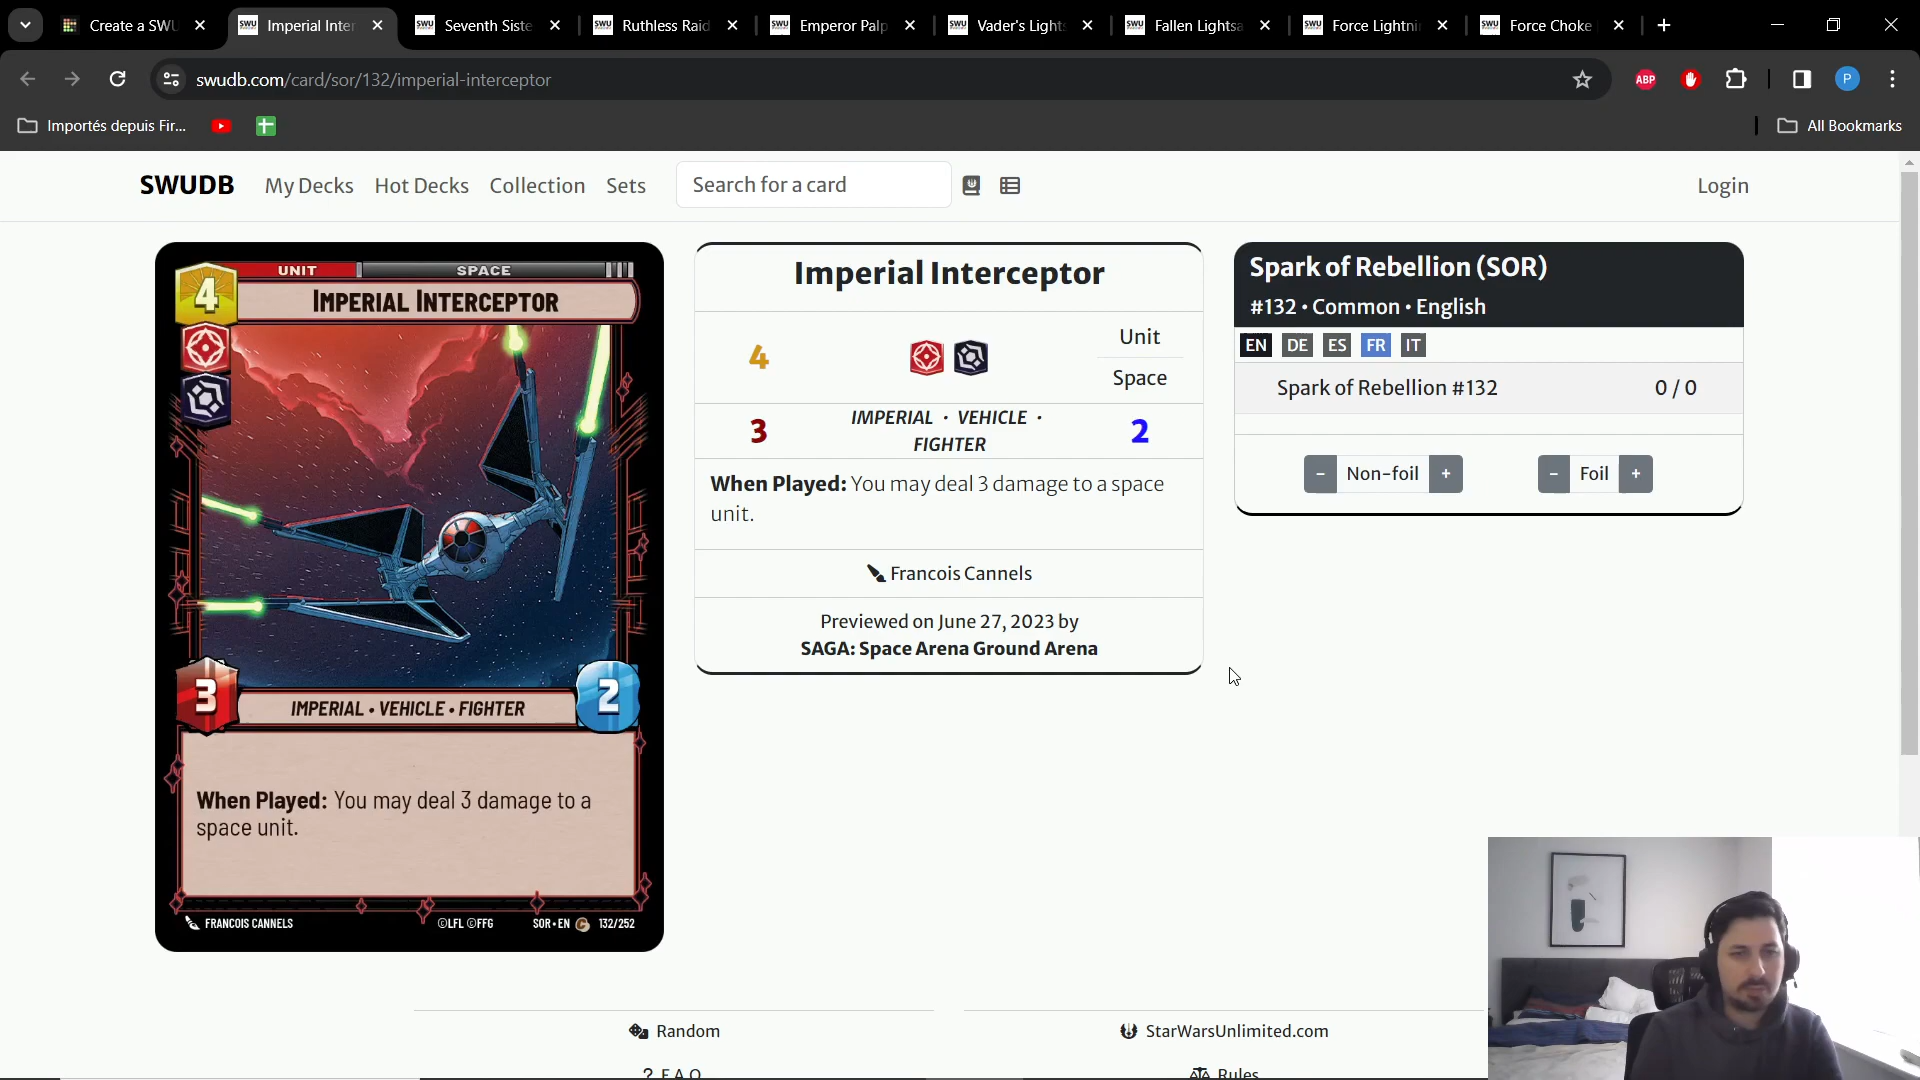 Create a SWU
Imperial Inter
Seventh Siste
Ruthless Raid
Emperor Palp
Vader's Lights
Fallen Lightsa
Force Lightni
Force Choke
swudb.com/card/sor/132/imperial-interceptor
ABP
P
Importés depuis Fir...
All Bookmarks
SWUDB
My Decks
Hot Decks
Collection
Sets
Search for a card
Login
UNIT
SPACE
4
IMPERIAL INTERCEPTOR
3
IMPERIAL • VEHICLE • FIGHTER
2
When Played: You may deal 3 damage to a
space unit.
FRANCOIS CANNELS
©LFL ©FFG
SOR • EN C 132/252
Imperial Interceptor
4
Unit
Space
3
IMPERIAL · VEHICLE ·
FIGHTER
2
When Played: You may deal 3 damage to a space
unit.
Francois Cannels
Previewed on June 27, 2023 by
SAGA: Space Arena Ground Arena
Spark of Rebellion (SOR)
#132 • Common • English
EN DE ES FR IT
Spark of Rebellion #132
0 / 0
- Non-foil +
- Foil +
Random
StarWarsUnlimited.com
? F.A.Q.
Rules